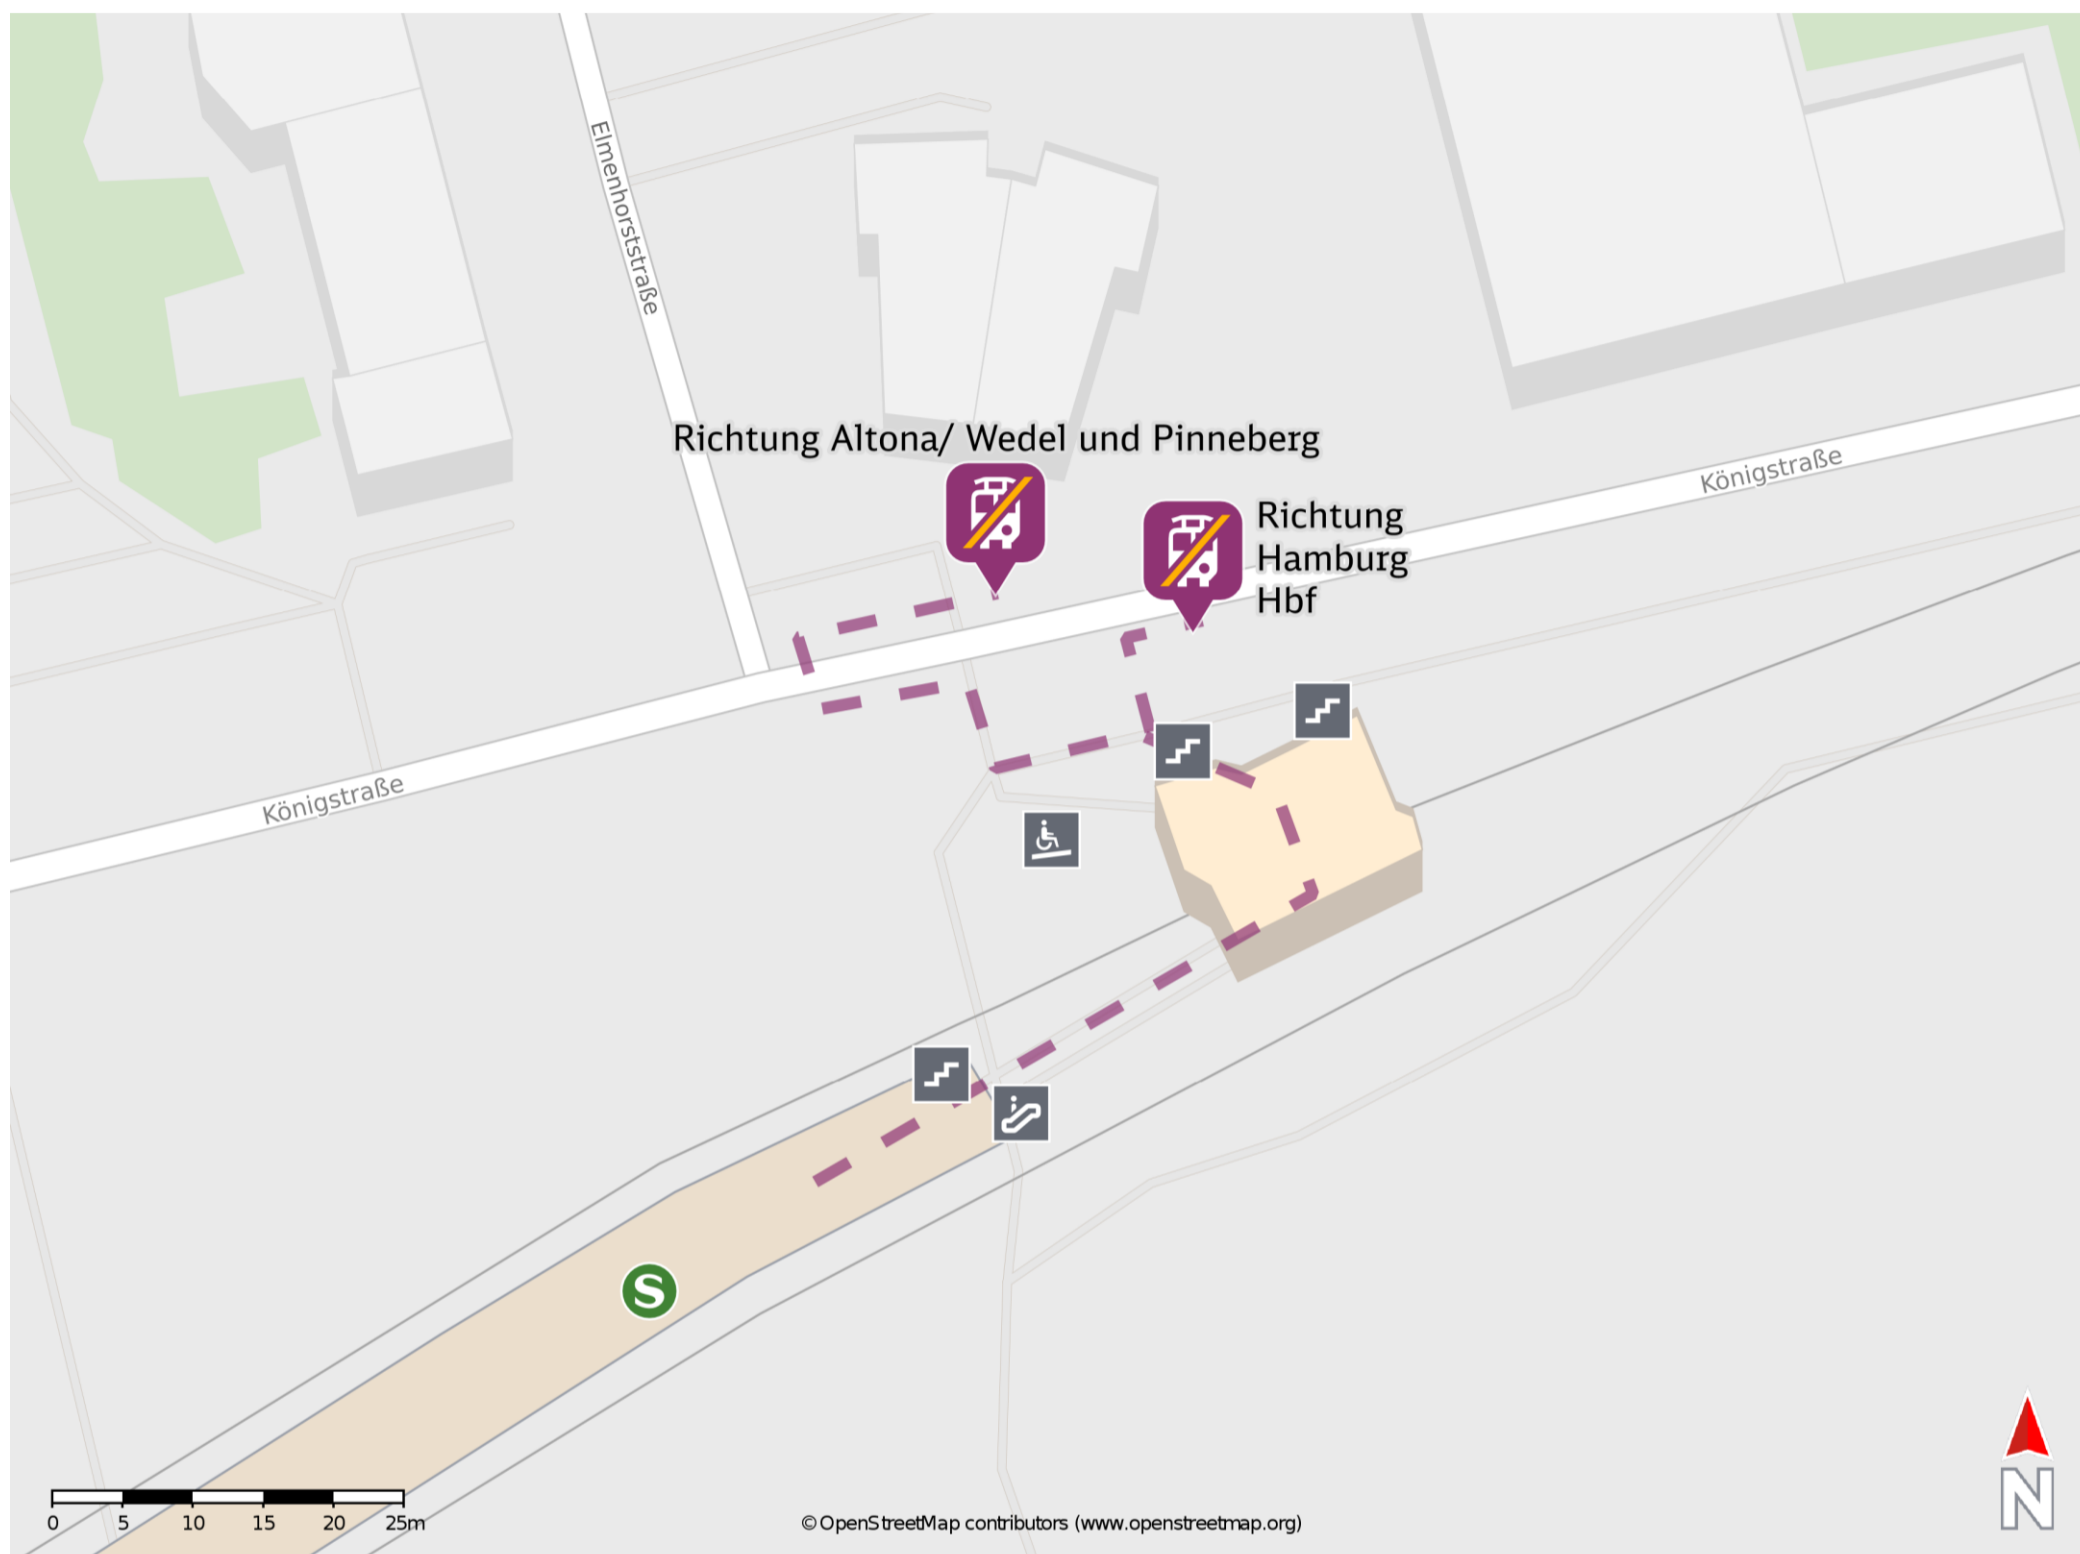 Elmenhorststraße
Richtung Altona/ Wedel und Pinneberg
Königstraße
Richtung
Hamburg
Hbf
Königstraße
S
0 5 10 15 20 25m
©OpenStreetMap contributors (www.openstreetmap.org)
N